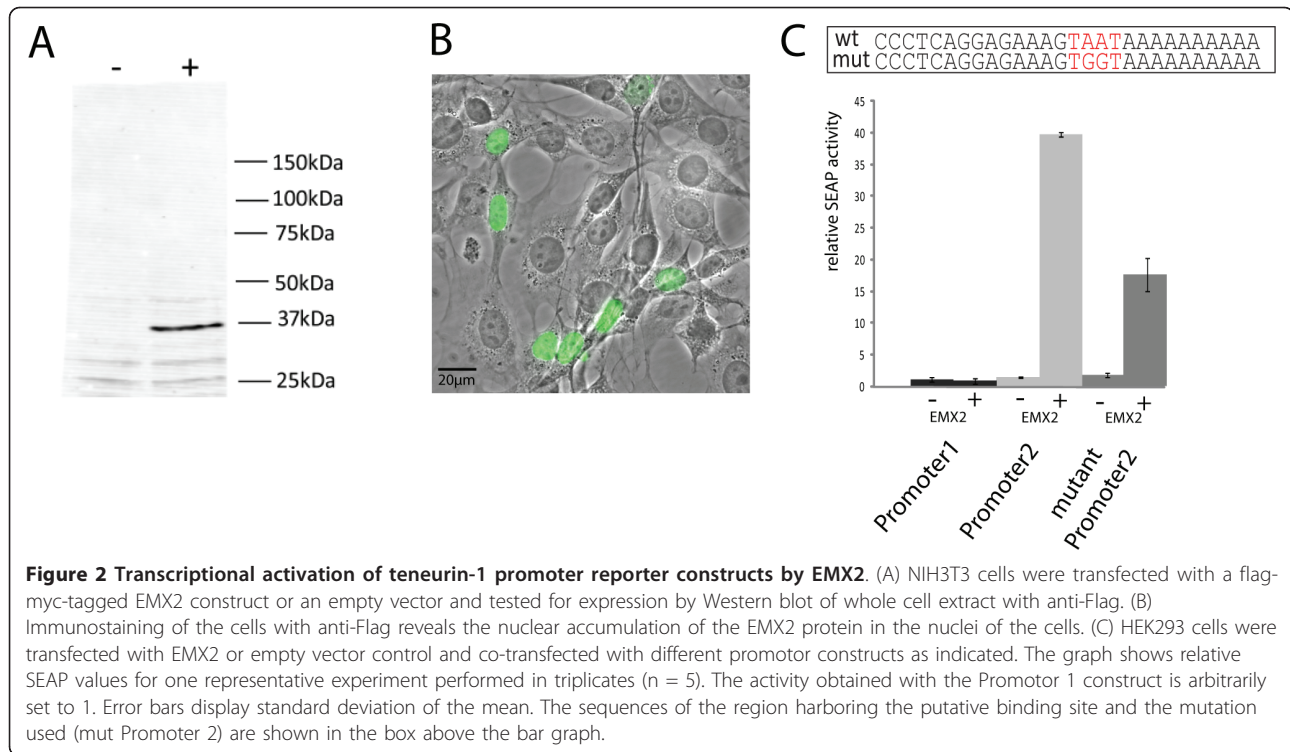 A
- +
150kDa
100kDa
75kDa
50kDa
37kDa
25kDa
B
20µm
C
wt CCCTCAGGAGAAAGTAATAAAAAAAAAA
mut CCCTCAGGAGAAAGTGGTAAAAAAAAAA
relative SEAP activity
45
40
35
30
25
20
15
10
5
0
- + - + - +
EMX2 EMX2 EMX2
Promoter1
Promoter2
mutant
Promoter2
Figure 2 Transcriptional activation of teneurin-1 promoter reporter constructs by EMX2. (A) NIH3T3 cells were transfected with a flag-
myc-tagged EMX2 construct or an empty vector and tested for expression by Western blot of whole cell extract with anti-Flag. (B)
Immunostaining of the cells with anti-Flag reveals the nuclear accumulation of the EMX2 protein in the nuclei of the cells. (C) HEK293 cells were
transfected with EMX2 or empty vector control and co-transfected with different promotor constructs as indicated. The graph shows relative
SEAP values for one representative experiment performed in triplicates (n = 5). The activity obtained with the Promotor 1 construct is arbitrarily
set to 1. Error bars display standard deviation of the mean. The sequences of the region harboring the putative binding site and the mutation
used (mut Promoter 2) are shown in the box above the bar graph.